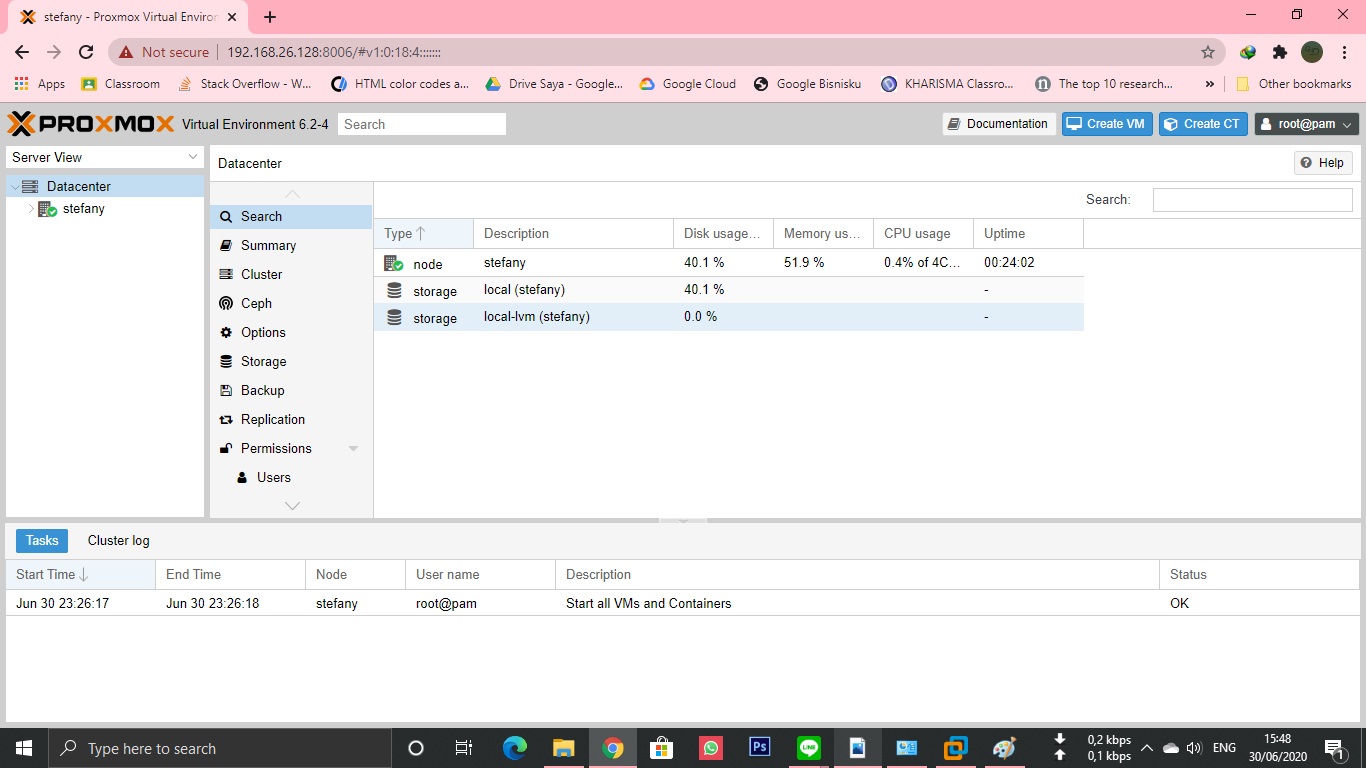 stefany - Proxmox Virtual Environ
Not secure 192.168.26.128:8006/#v1:0:18:4:::::::
Apps Classroom Stack Overflow - W... HTML color codes a... Drive Saya - Google... Google Cloud Google Bisnisku KHARISMA Classro... The top 10 research... » Other bookmarks
PROXMOX Virtual Environment 6.2-4 Search Documentation Create VM Create CT root@pam
Server View
Datacenter
stefany
Datacenter Help
Search
Summary
Cluster
Ceph
Options
Storage
Backup
Replication
Permissions
Users
Search:
Type Description Disk usage... Memory us... CPU usage Uptime
node stefany 40.1 % 51.9 % 0.4% of 4C... 00:24:02
storage local (stefany) 40.1 % -
storage local-lvm (stefany) 0.0 % -
Tasks Cluster log
Start Time End Time Node User name Description Status
Jun 30 23:26:17 Jun 30 23:26:18 stefany root@pam Start all VMs and Containers OK
Type here to search
Ps
LINE
0,2 kbps
0,1 kbps
ENG
15:48
30/06/2020
1